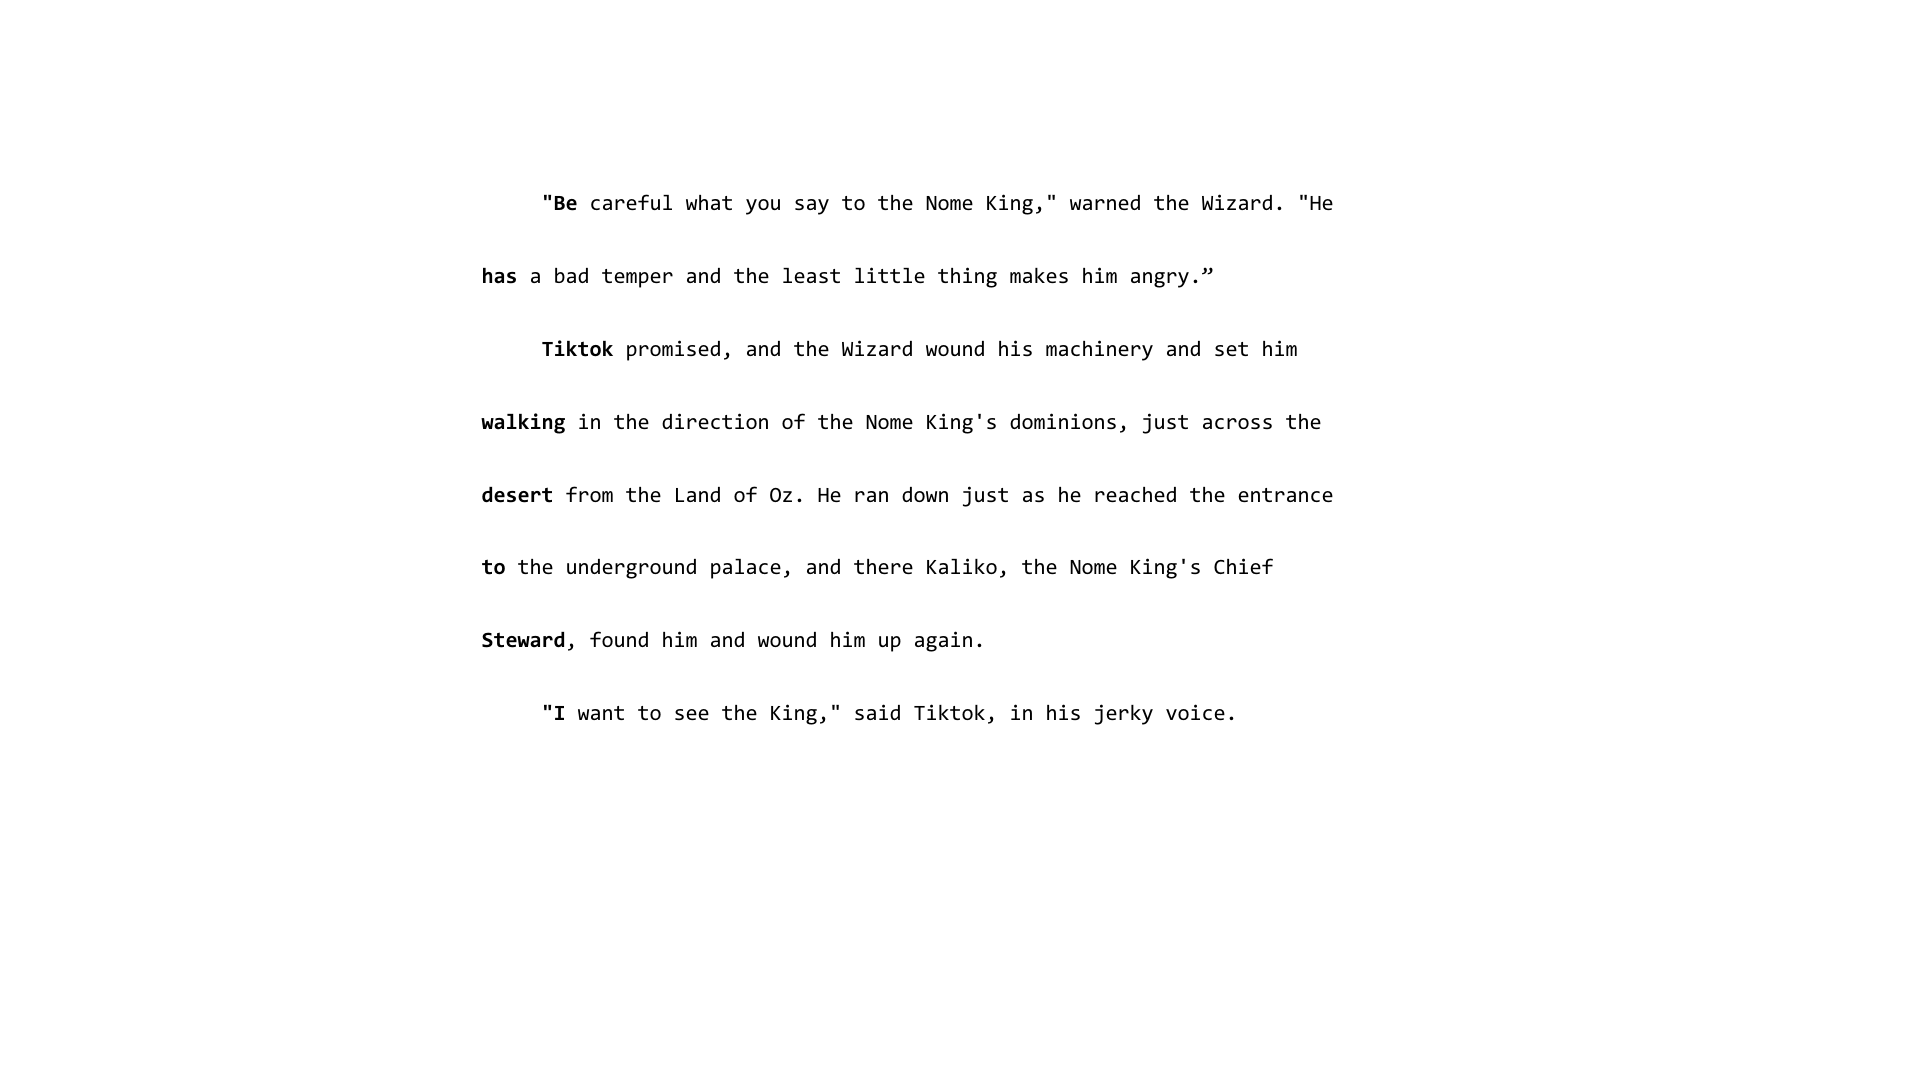 "Be careful what you say to the Nome King," warned the Wizard. "He
has a bad temper and the least little thing makes him angry.”
Tiktok promised, and the Wizard wound his machinery and set him
walking in the direction of the Nome King's dominions, just across the
desert from the Land of Oz. He ran down just as he reached the entrance
to the underground palace, and there Kaliko, the Nome King's Chief
Steward, found him and wound him up again.
"I want to see the King," said Tiktok, in his jerky voice.